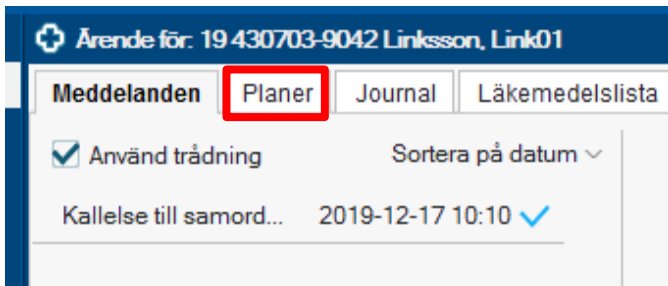 Ärende för: 19 430703-9042 Linksson, Link01
Meddelanden Planer Journal Läkemedelslista
Använd trådning Sortera på datum
Kallelse till samord... 2019-12-17 10:10